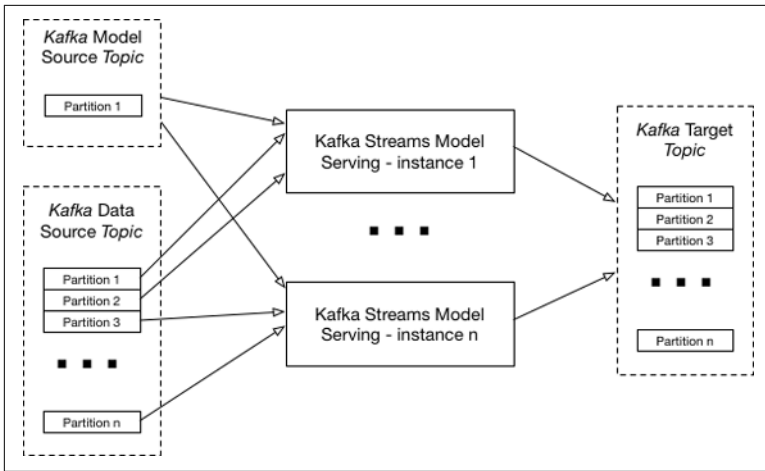 Kafka Model
Source Topic
Partition 1
Kafka Data
Source Topic
Partition 1
Partition 2
Partition 3
Partition n
Kafka Streams Model
Serving - instance 1
Kafka Streams Model
Serving - instance n
Kafka Target
Topic
Partition 1
Partition 2
Partition 3
Partition n